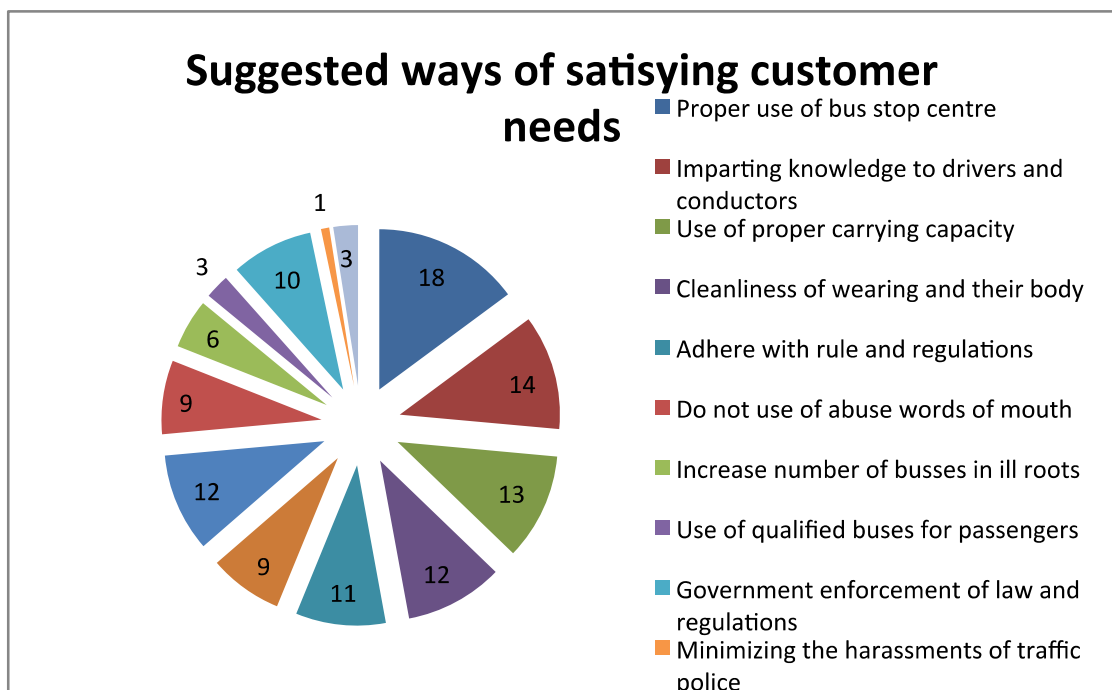 Suggested ways of satisying customer
needs
Proper use of bus stop centre
Imparting knowledge to drivers and
conductors
Use of proper carrying capacity
Cleanliness of wearing and their body
Adhere with rule and regulations
Do not use of abuse words of mouth
Increase number of busses in ill roots
Use of qualified buses for passengers
Government enforcement of law and
regulations
Minimizing the harassments of traffic
police
18
14
13
12
11
9
12
9
6
3
10
1
3